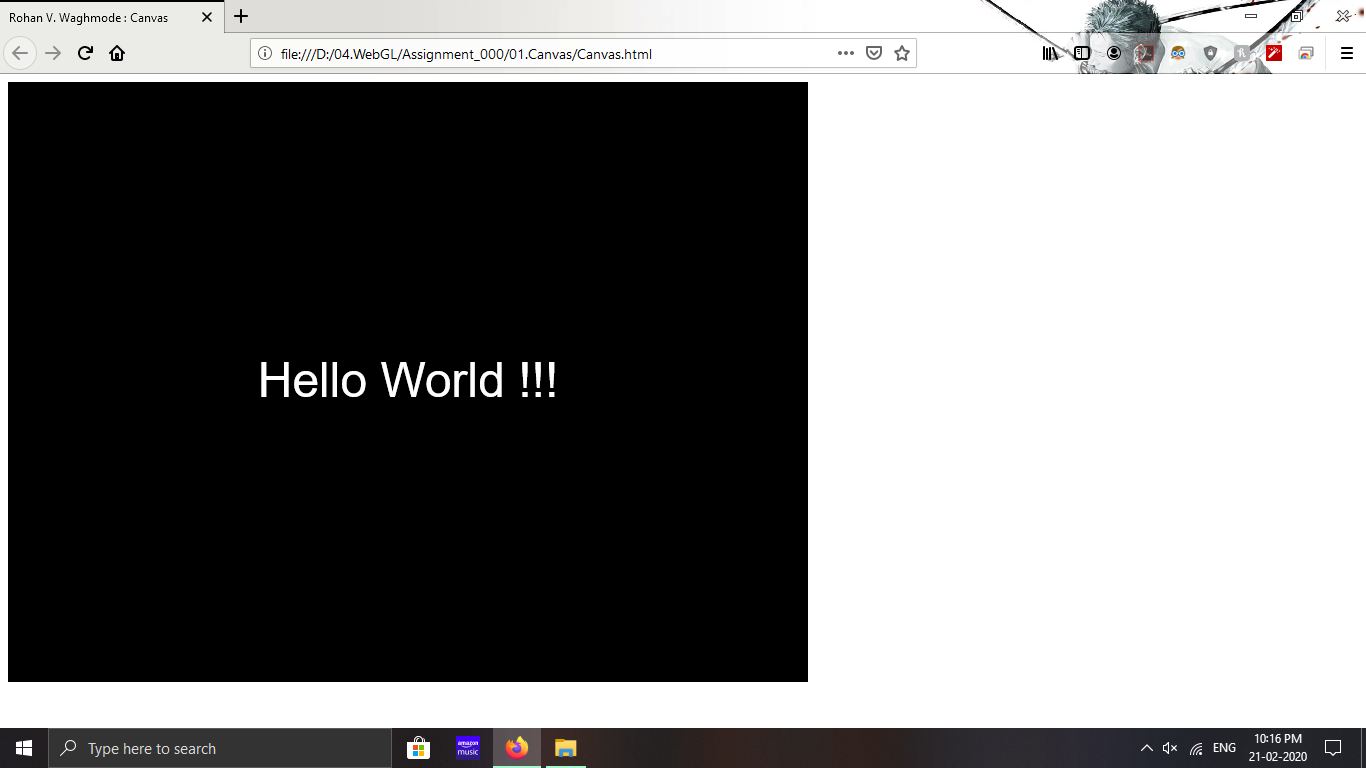 Rohan V. Waghmode : Canvas
file:///D:/04.WebGL/Assignment_000/01.Canvas/Canvas.html
Hello World !!!
Type here to search
amazon
music
ENG
10:16 PM
21-02-2020